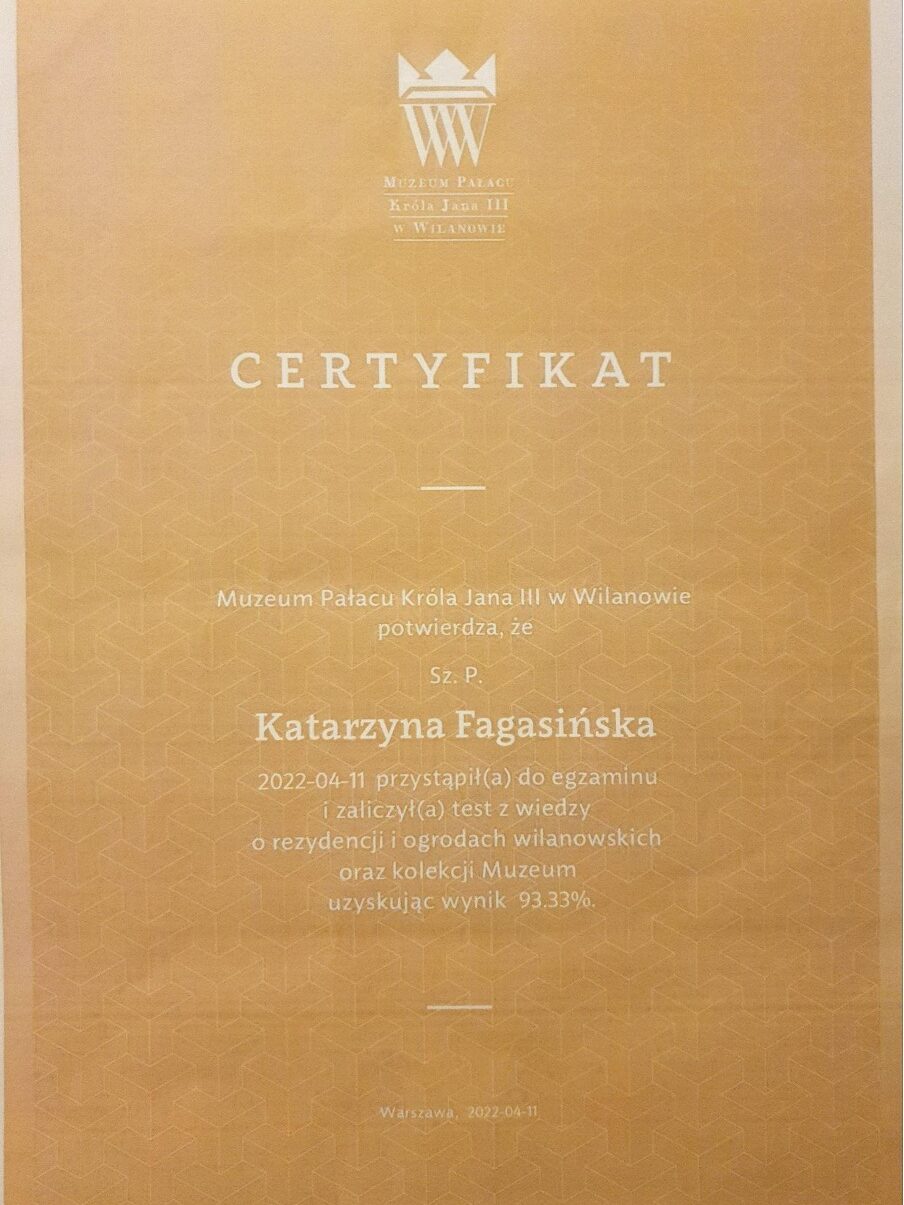 WW
MUZEUM PAŁACU
Króla Jana III
W WILANOWIE
CERTYFIKAT
Muzeum Pałacu Króla Jana III w Wilanowie
potwierdza, że
Sz. P.
Katarzyna Fagasińska
2022-04-11 przystąpił(a) do egzaminu
i zaliczył(a) test z wiedzy
o rezydencji i ogrodach wilanowskich
oraz kolekcji Muzeum
uzyskując wynik 93.33%.
Warszawa, 2022-04-11